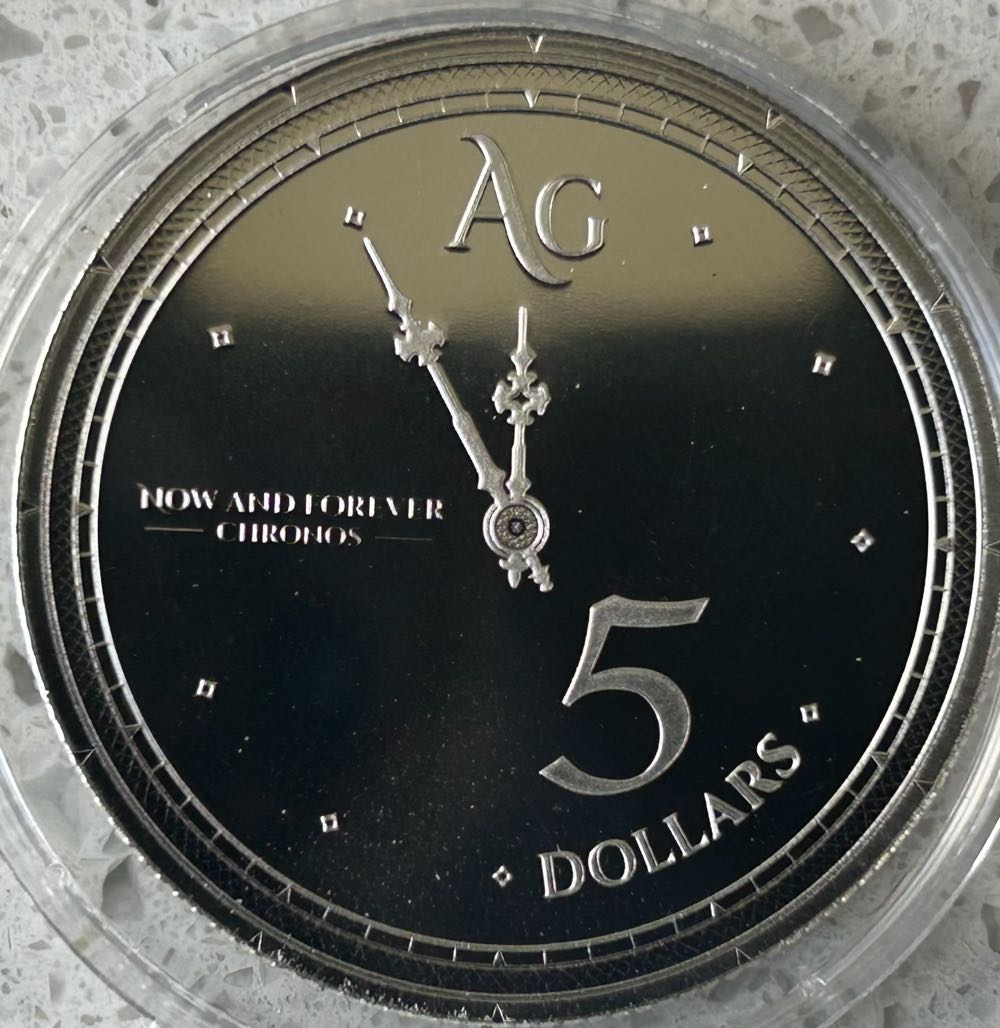 AG
NOW AND FOREVER
CHRONOS
5
DOLLARS